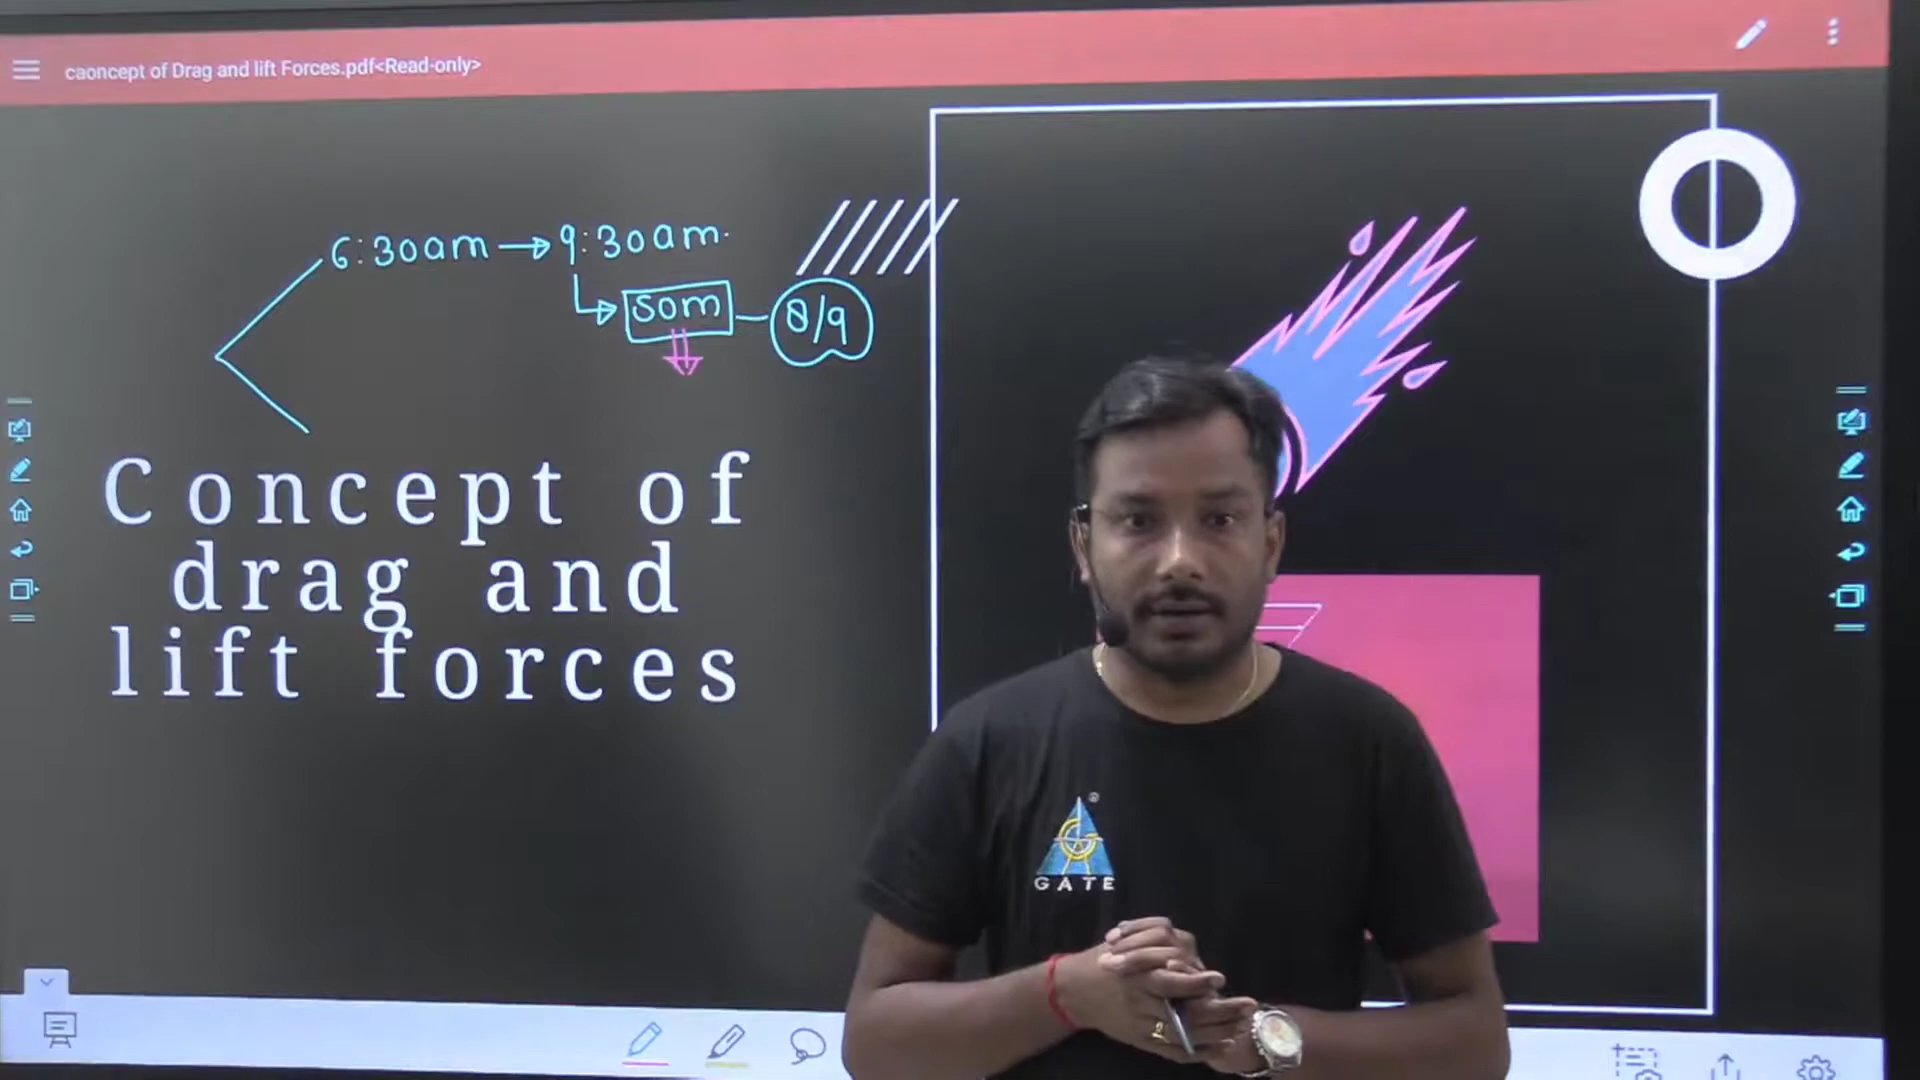 caoncept of Drag and lift Forces.pdf<Read-only>
6:30am → 9:30am.
som — 8/9
Concept of
drag and
lift forces
GATE